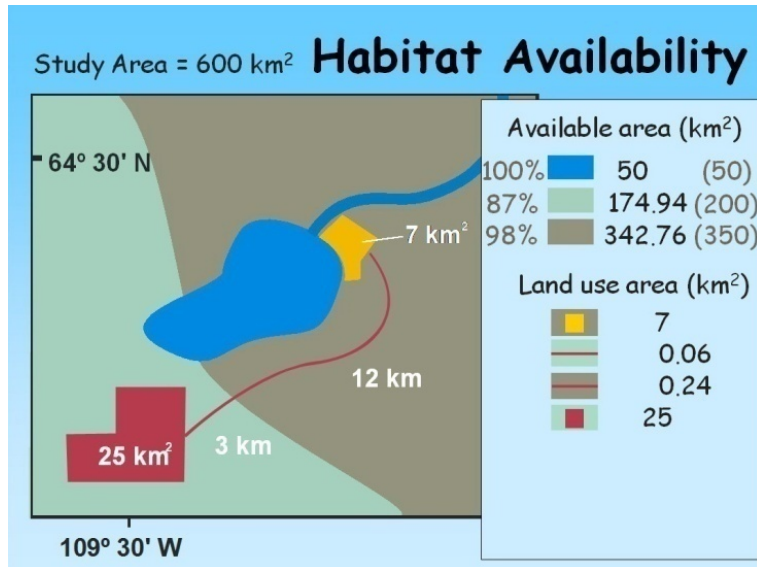 Study Area = 600 km² Habitat Availability
Available area (km²)
64º 30' N
100% 50 (50)
87% 174.94 (200)
98% 342.76 (350)
7 km²
Land use area (km²)
7
0.06
0.24
25
12 km
3 km
25 km²
109º 30' W